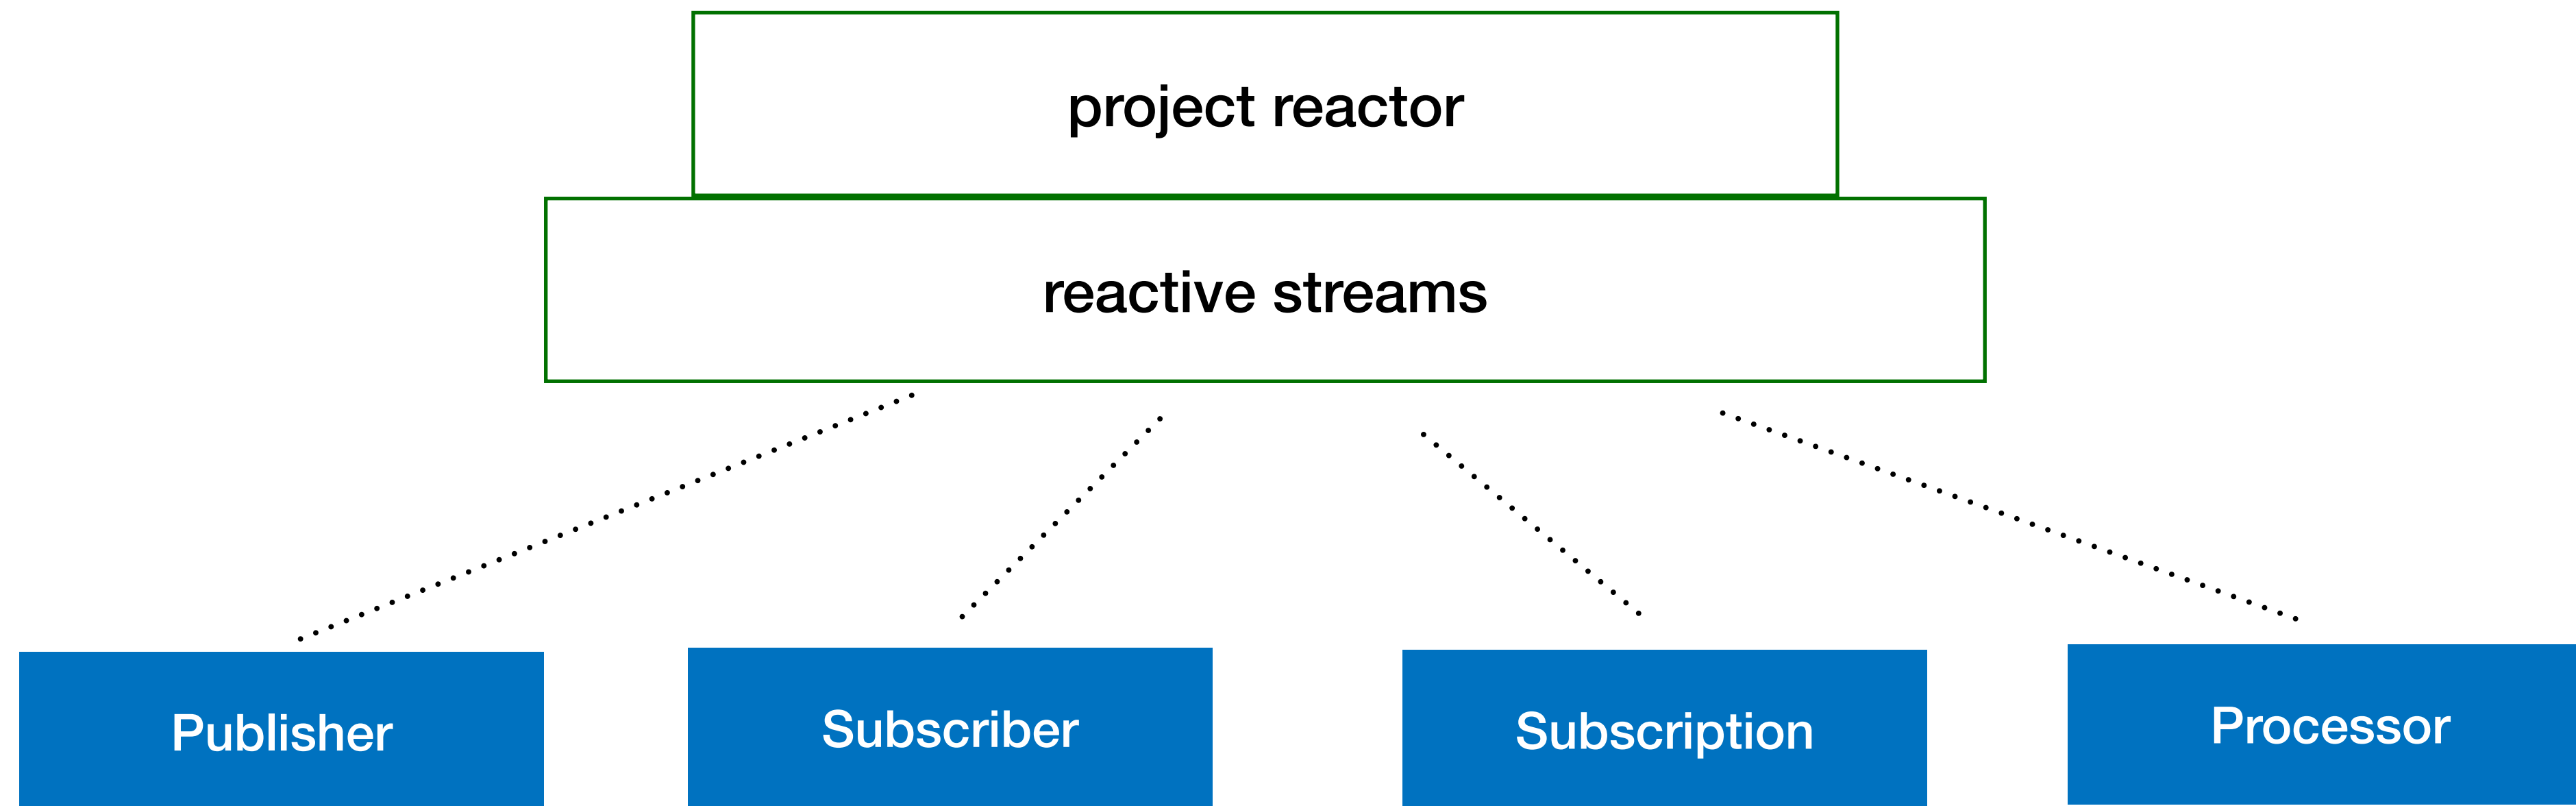 project reactor
reactive streams
Publisher
Subscriber
Subscription
Processor